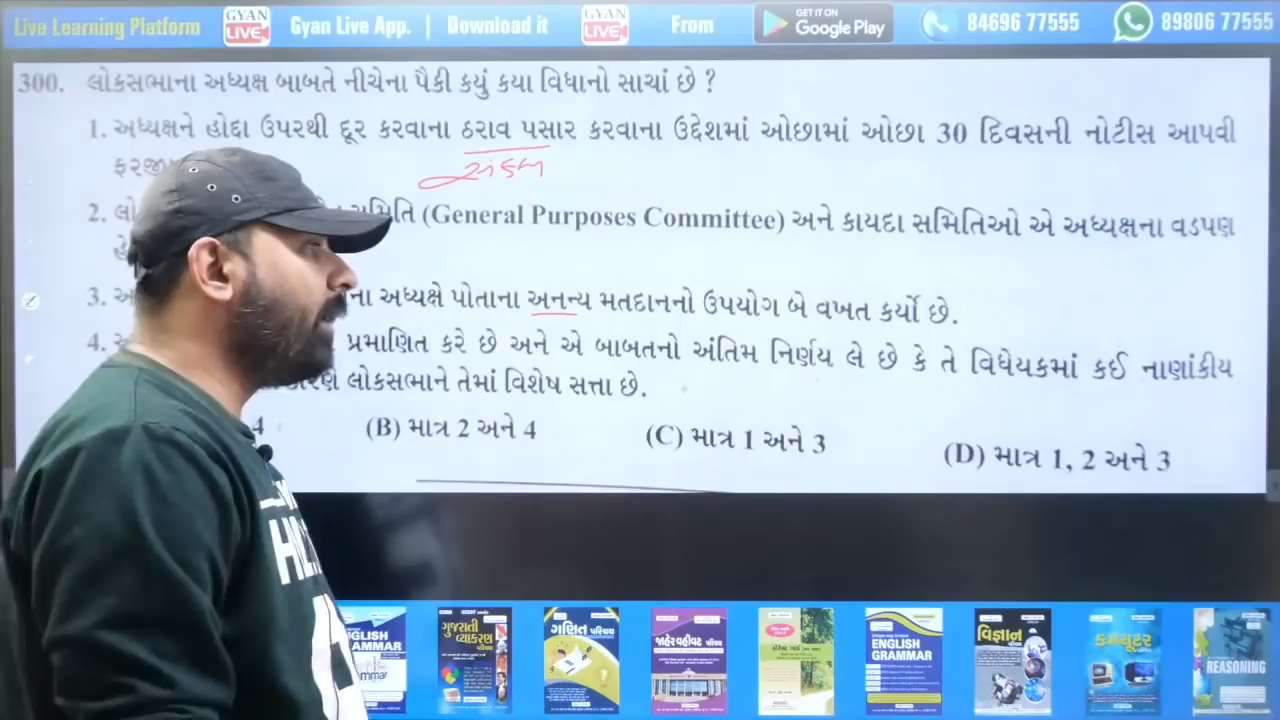 Live Learning Platform GYAN LIVE Gyan Live App. | Download it GYAN LIVE From GET IT ON Google Play 84696 77555 89806 77555
300. લોકસભાના અધ્યક્ષ બાબતે નીચેના પૈકી કયું કયા વિધાનો સાચાં છે ?
1. અધ્યક્ષને હોદ્દા ઉપરથી દૂર કરવાના ઠરાવ પસાર કરવાના ઉદ્દેશમાં ઓછામાં ઓછા 30 દિવસની નોટીસ આપવી
2. (General Purposes Committee) અને કાયદા સમિતિઓ એ અધ્યક્ષના વડપણ
3. ના અધ્યક્ષે પોતાના અનન્ય મતદાનનો ઉપયોગ બે વખત કર્યો છે.
4. પ્રમાણિત કરે છે અને એ બાબતનો અંતિમ નિર્ણય લે છે કે તે વિધેયકમાં કઈ નાણાંકીય
લોકસભાને તેમાં વિશેષ સત્તા છે.
4 (B) માત્ર 2 અને 4 (C) માત્ર 1 અને 3 (D) માત્ર 1, 2 અને 3
ગુજરાતી વ્યાકરણ
ગણિત પરિચય
જાહેર વહીવટ પરિચય
ENGLISH GRAMMAR
વિજ્ઞાન
કમ્પ્યુટર
REASONING